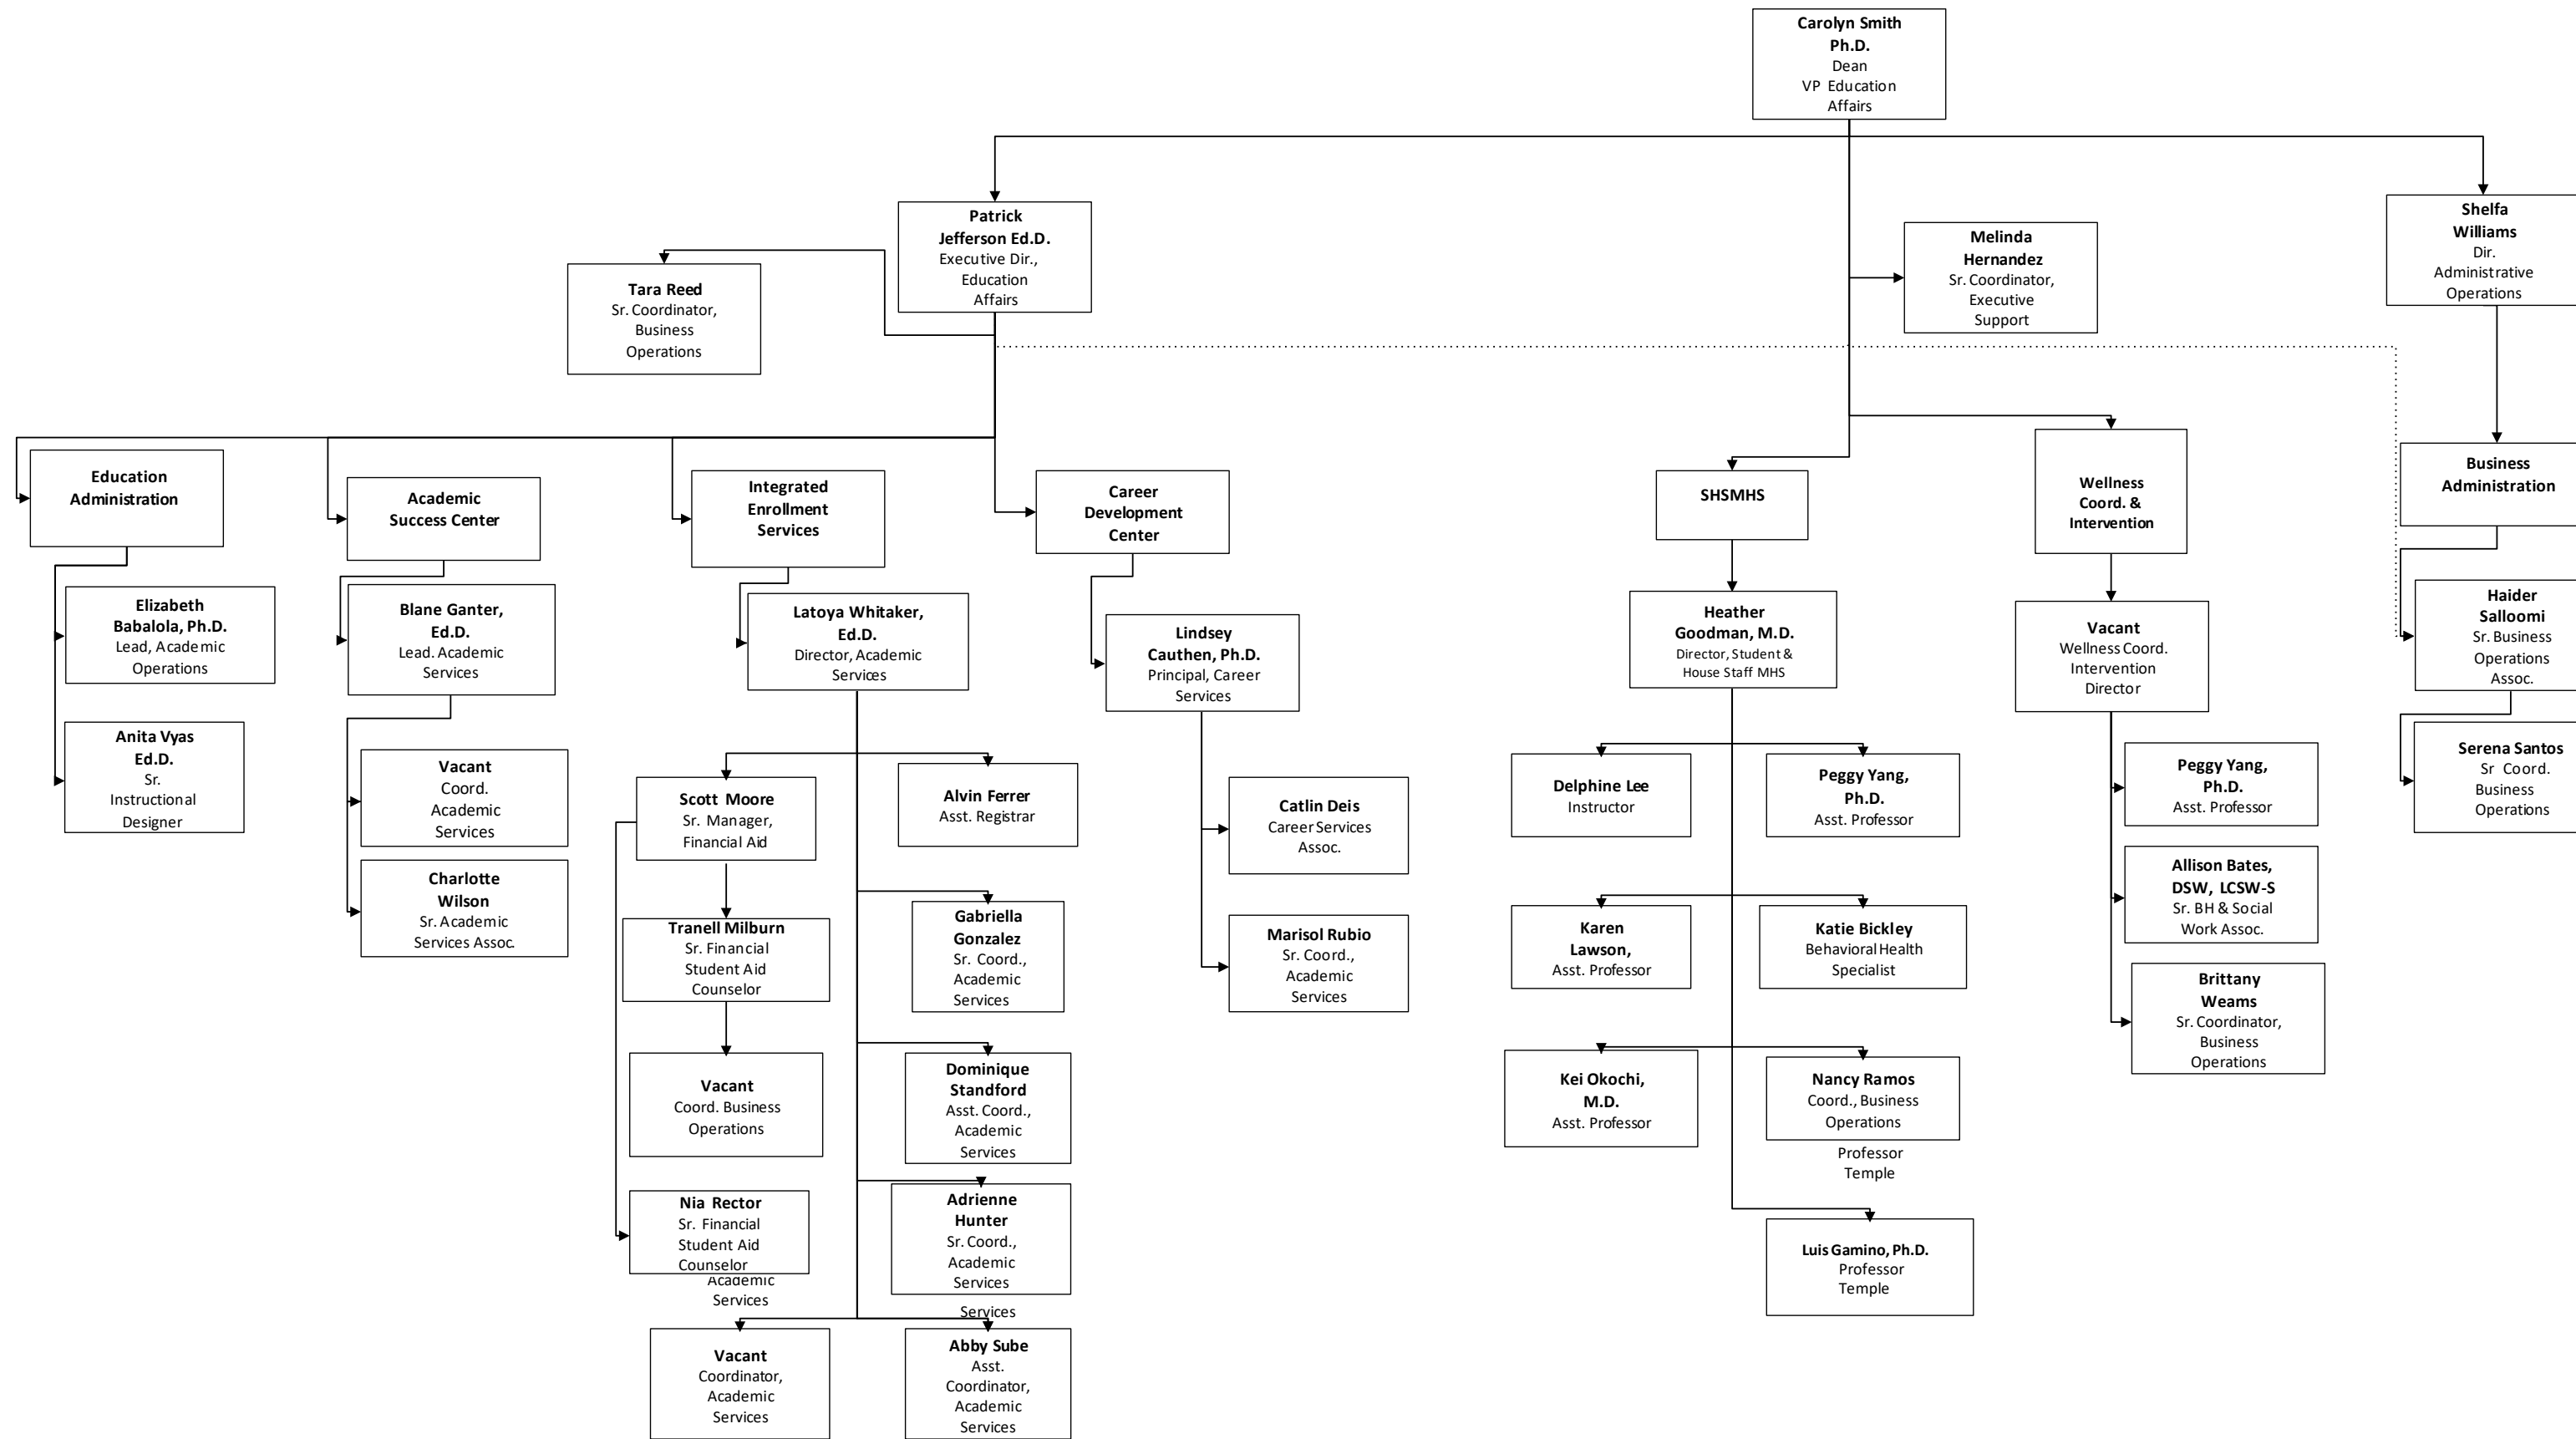 Carolyn Smith
Ph.D.
Dean
VP Education
Affairs
Patrick
Jefferson Ed.D.
Executive Dir.,
Education
Affairs
Tara Reed
Sr. Coordinator,
Business
Operations
Melinda
Hernandez
Sr. Coordinator,
Executive
Support
Shelfa
Williams
Dir.
Administrative
Operations
Education
Administration
Academic
Success Center
Integrated
Enrollment
Services
Career
Development
Center
SHSMHS
Wellness
Coord. &
Intervention
Business
Administration
Elizabeth
Babalola, Ph.D.
Lead, Academic
Operations
Anita Vyas
Ed.D.
Sr.
Instructional
Designer
Blane Ganter,
Ed.D.
Lead. Academic
Services
Vacant
Coord.
Academic
Services
Charlotte
Wilson
Sr. Academic
Services Assoc.
Latoya Whitaker,
Ed.D.
Director, Academic
Services
Scott Moore
Sr. Manager,
Financial Aid
Alvin Ferrer
Asst. Registrar
Tranell Milburn
Sr. Financial
Student Aid
Counselor
Gabriella
Gonzalez
Sr. Coord.,
Academic
Services
Vacant
Coord. Business
Operations
Dominique
Standford
Asst. Coord.,
Academic
Services
Nia Rector
Sr. Financial
Student Aid
Counselor
Academic
Services
Adrienne
Hunter
Sr. Coord.,
Academic
Services
Services
Vacant
Coordinator,
Academic
Services
Abby Sube
Asst.
Coordinator,
Academic
Services
Lindsey
Cauthen, Ph.D.
Principal, Career
Services
Catlin Deis
Career Services
Assoc.
Marisol Rubio
Sr. Coord.,
Academic
Services
Heather
Goodman, M.D.
Director, Student &
House Staff MHS
Delphine Lee
Instructor
Peggy Yang,
Ph.D.
Asst. Professor
Karen
Lawson,
Asst. Professor
Katie Bickley
Behavioral Health
Specialist
Kei Okochi,
M.D.
Asst. Professor
Nancy Ramos
Coord., Business
Operations
Professor
Temple
Luis Gamino, Ph.D.
Professor
Temple
Vacant
Wellness Coord.
Intervention
Director
Peggy Yang,
Ph.D.
Asst. Professor
Allison Bates,
DSW, LCSW-S
Sr. BH & Social
Work Assoc.
Brittany
Weams
Sr. Coordinator,
Business
Operations
Haider
Salloomi
Sr. Business
Operations
Assoc.
Serena Santos
Sr Coord.
Business
Operations